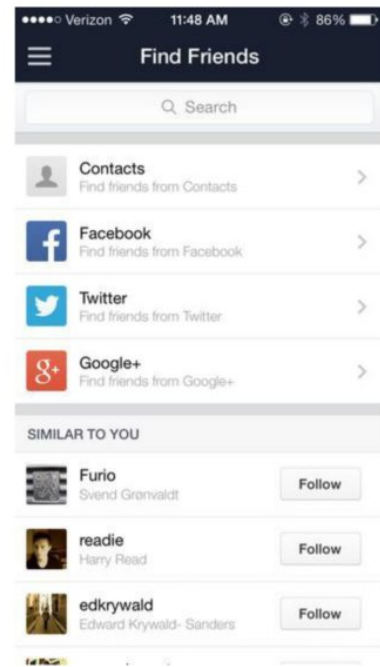 Verizon 11:48 AM 86%
Find Friends
Search
Contacts
Find friends from Contacts
Facebook
Find friends from Facebook
Twitter
Find friends from Twitter
g+ Google+
Find friends from Google+
SIMILAR TO YOU
Furio
Svend Grønvaldt
Follow
readie
Harry Read
Follow
edkrywald
Edward Krywald- Sanders
Follow